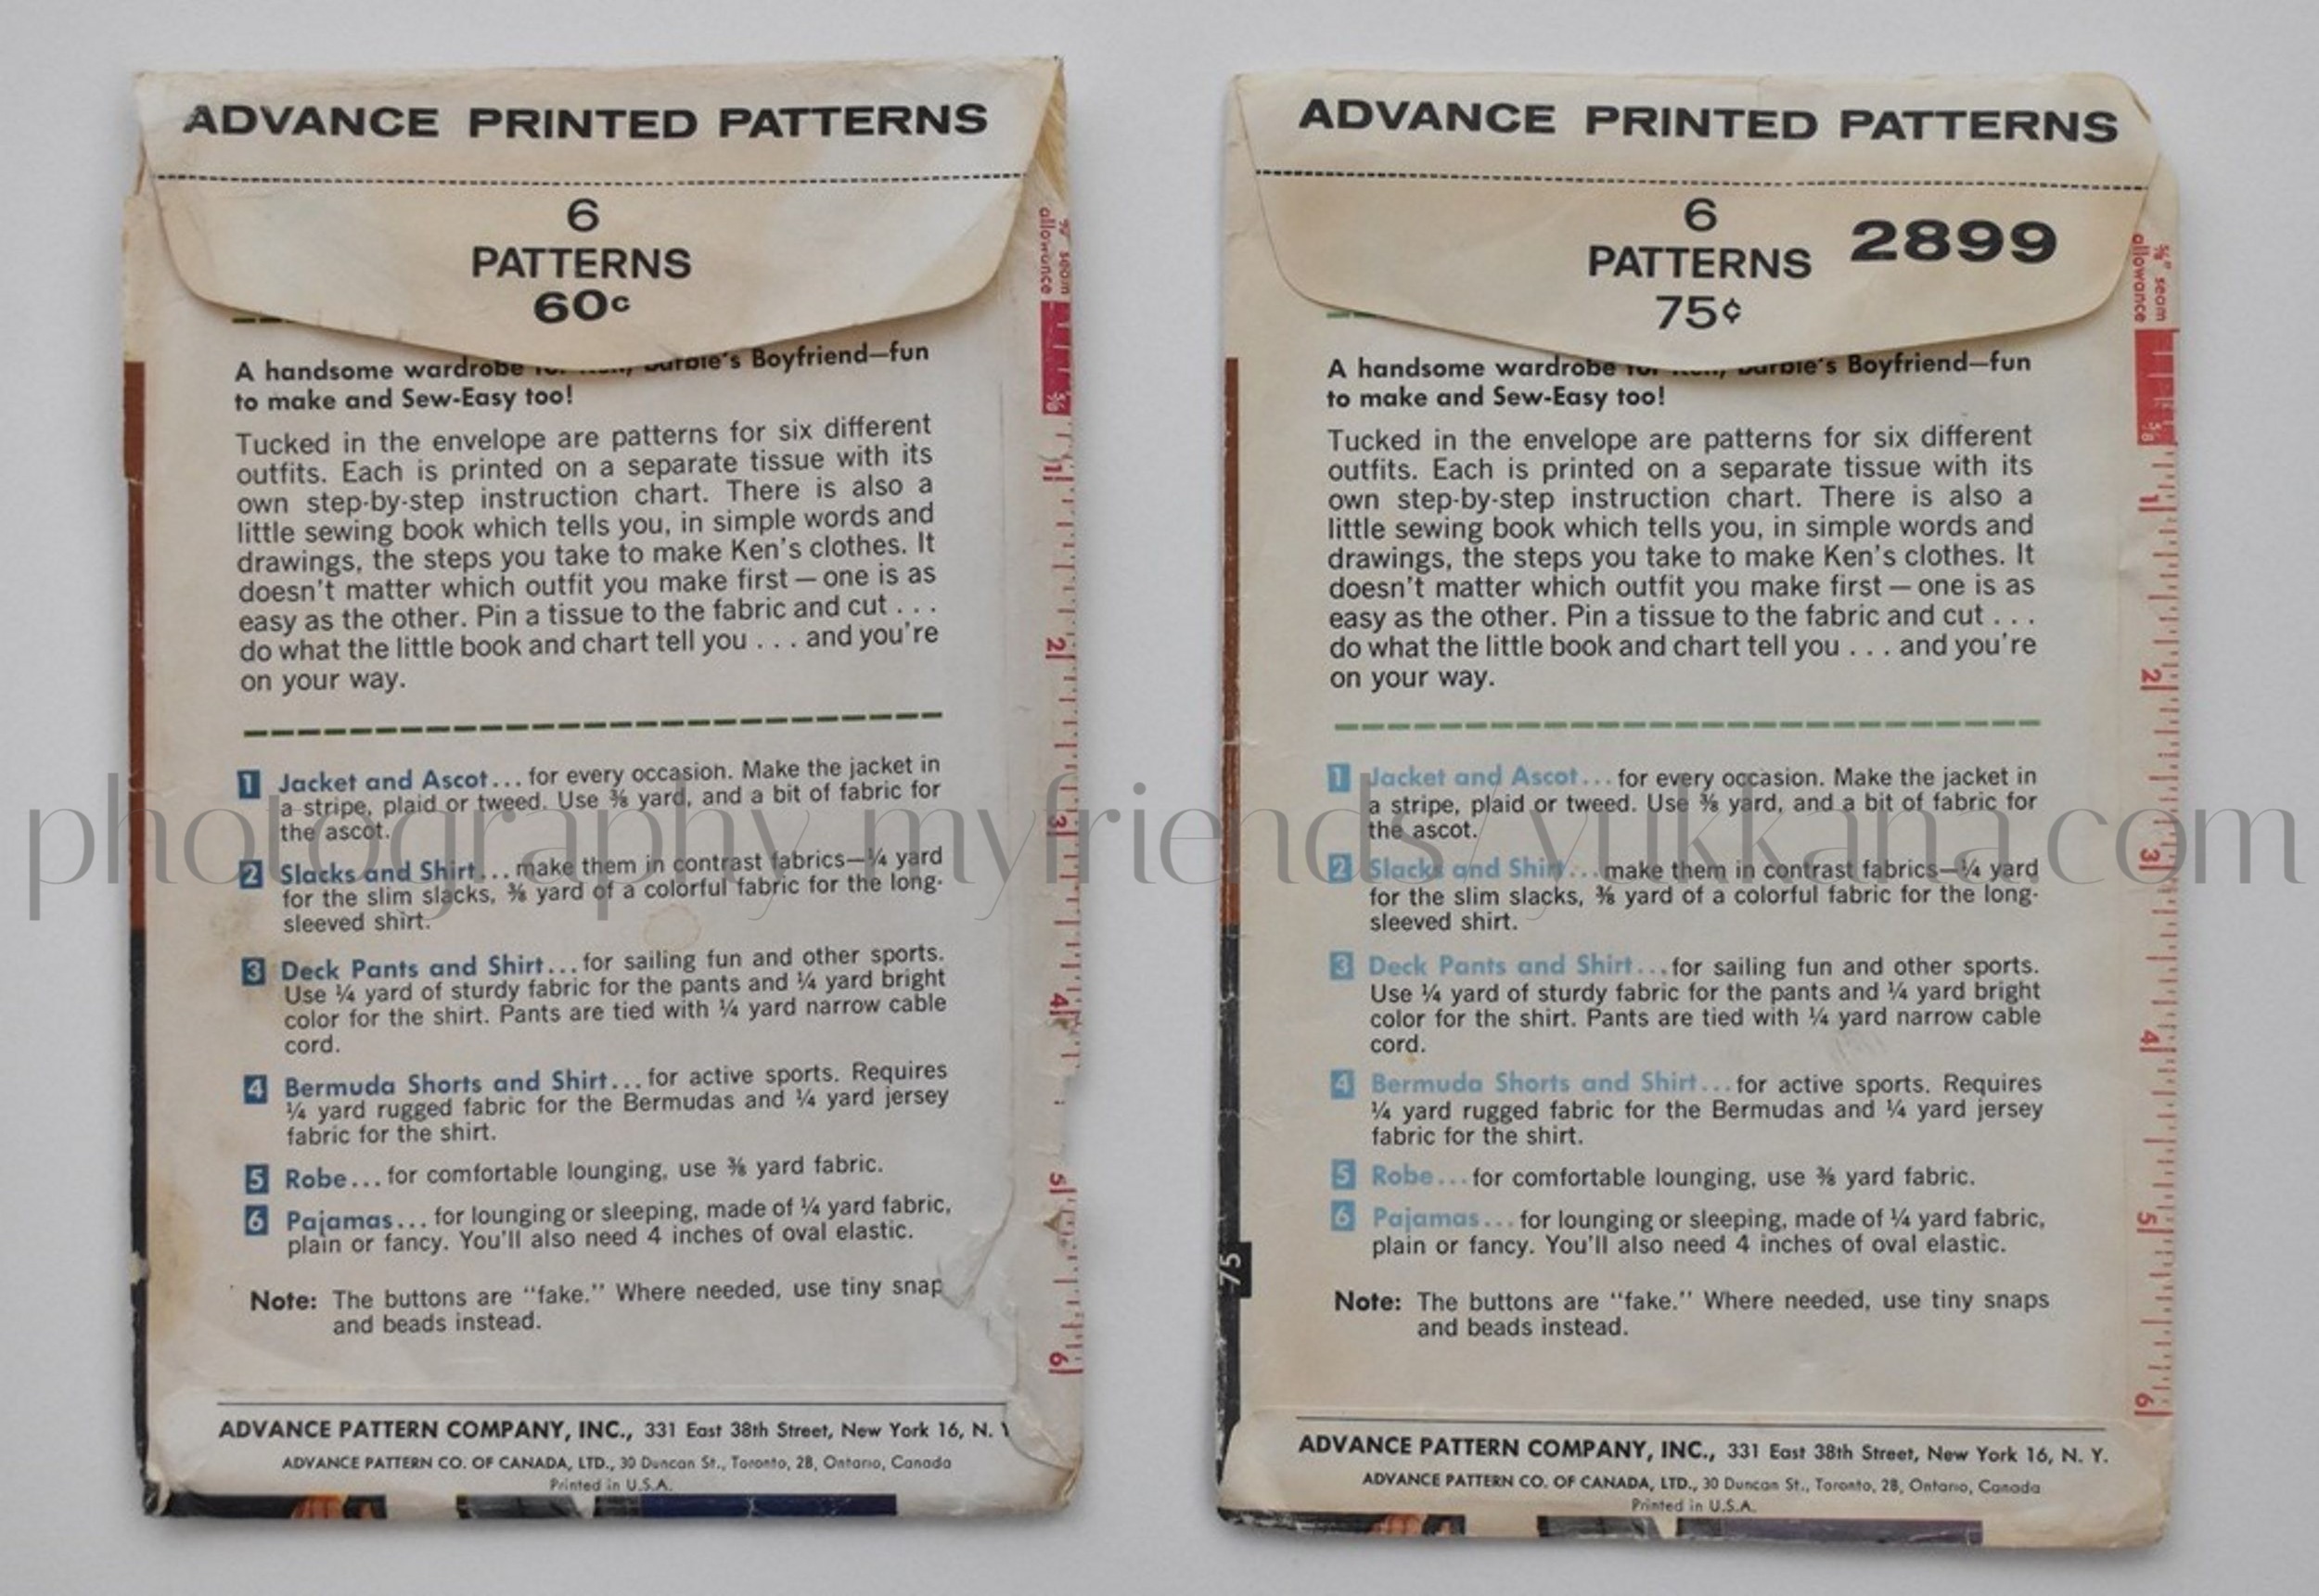 ADVANCE PRINTED PATTERNS
6
PATTERNS
60c
5/8" seam
allowance
5/8
1
2
3
4
5
6
A handsome wardrobe Barbie's Boyfriend—fun
to make and Sew-Easy too!
Tucked in the envelope are patterns for six different
outfits. Each is printed on a separate tissue with its
own step-by-step instruction chart. There is also a
little sewing book which tells you, in simple words and
drawings, the steps you take to make Ken's clothes. It
doesn't matter which outfit you make first — one is as
easy as the other. Pin a tissue to the fabric and cut . . .
do what the little book and chart tell you . . . and you're
on your way.
1 Jacket and Ascot... for every occasion. Make the jacket in
a stripe, plaid or tweed. Use ⅜ yard, and a bit of fabric for
the ascot.
2 Slacks and Shirt... make them in contrast fabrics—¼ yard
for the slim slacks, ⅜ yard of a colorful fabric for the long-
sleeved shirt.
3 Deck Pants and Shirt... for sailing fun and other sports.
Use ¼ yard of sturdy fabric for the pants and ¼ yard bright
color for the shirt. Pants are tied with ¼ yard narrow cable
cord.
4 Bermuda Shorts and Shirt... for active sports. Requires
¼ yard rugged fabric for the Bermudas and ¼ yard jersey
fabric for the shirt.
5 Robe... for comfortable lounging, use ⅜ yard fabric.
6 Pajamas... for lounging or sleeping, made of ¼ yard fabric,
plain or fancy. You'll also need 4 inches of oval elastic.
Note: The buttons are "fake." Where needed, use tiny snap
and beads instead.
ADVANCE PATTERN COMPANY, INC., 331 East 38th Street, New York 16, N.
ADVANCE PATTERN CO. OF CANADA, LTD., 30 Duncan St., Toronto, 2B, Ontario, Canada
Printed in U.S.A.
ADVANCE PRINTED PATTERNS
6
PATTERNS 2899
75¢
5/8" seam
allowance
5/8
1
2
3
4
5
6
A handsome wardrobe for Barbie's Boyfriend—fun
to make and Sew-Easy too!
Tucked in the envelope are patterns for six different
outfits. Each is printed on a separate tissue with its
own step-by-step instruction chart. There is also a
little sewing book which tells you, in simple words and
drawings, the steps you take to make Ken's clothes. It
doesn't matter which outfit you make first — one is as
easy as the other. Pin a tissue to the fabric and cut . . .
do what the little book and chart tell you . . . and you're
on your way.
1 Jacket and Ascot... for every occasion. Make the jacket in
a stripe, plaid or tweed. Use ⅜ yard, and a bit of fabric for
the ascot.
2 Slacks and Shirt... make them in contrast fabrics—¼ yard
for the slim slacks, ⅜ yard of a colorful fabric for the long-
sleeved shirt.
3 Deck Pants and Shirt... for sailing fun and other sports.
Use ¼ yard of sturdy fabric for the pants and ¼ yard bright
color for the shirt. Pants are tied with ¼ yard narrow cable
cord.
4 Bermuda Shorts and Shirt... for active sports. Requires
¼ yard rugged fabric for the Bermudas and ¼ yard jersey
fabric for the shirt.
5 Robe... for comfortable lounging, use ⅜ yard fabric.
6 Pajamas... for lounging or sleeping, made of ¼ yard fabric,
plain or fancy. You'll also need 4 inches of oval elastic.
Note: The buttons are "fake." Where needed, use tiny snaps
and beads instead.
75
ADVANCE PATTERN COMPANY, INC., 331 East 38th Street, New York 16, N. Y.
ADVANCE PATTERN CO. OF CANADA, LTD., 30 Duncan St., Toronto, 2B, Ontario, Canada
Printed in U.S.A.
photography myfriends/yukkana.com